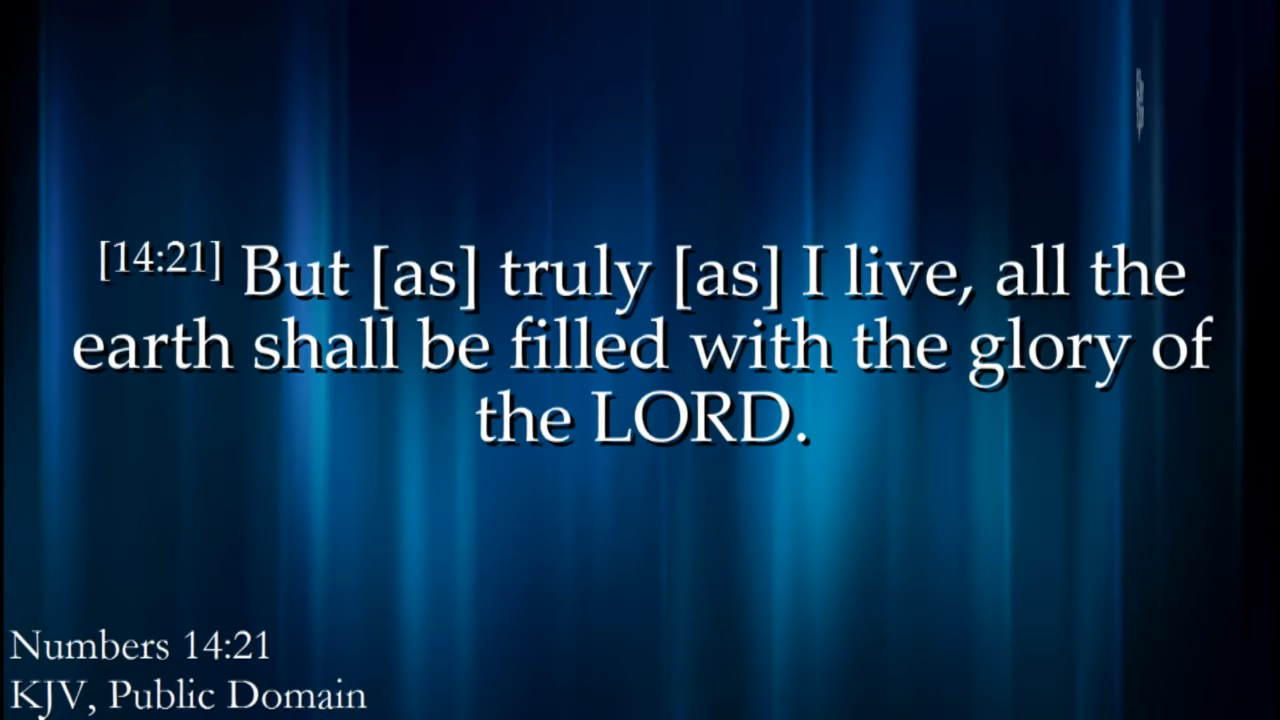 [14:21] But [as] truly [as] I live, all the
earth shall be filled with the glory of
the LORD.
Numbers 14:21
KJV, Public Domain